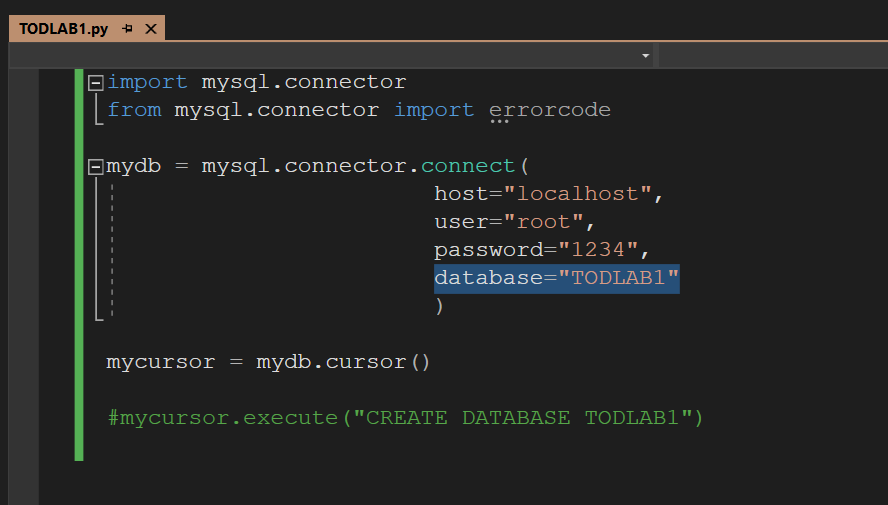 TODLAB1.py
import mysql.connector
from mysql.connector import errorcode
mydb = mysql.connector.connect(
host="localhost",
user="root",
password="1234",
database="TODLAB1"
)
mycursor = mydb.cursor()
#mycursor.execute("CREATE DATABASE TODLAB1")